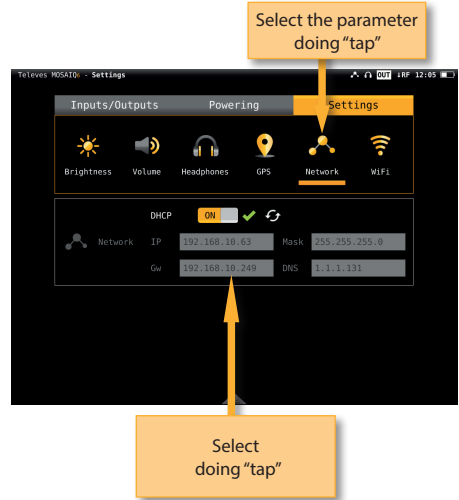 Select the parameter
doing “tap”
Televes MOSAIQ6 - Settings OUT ↓RF 12:05
Inputs/Outputs Powering Settings
Brightness Volume Headphones GPS Network WiFi
DHCP ON
Network IP 192.168.10.63 Mask 255.255.255.0
Gw 192.168.10.249 DNS 1.1.1.131
Select
doing “tap”